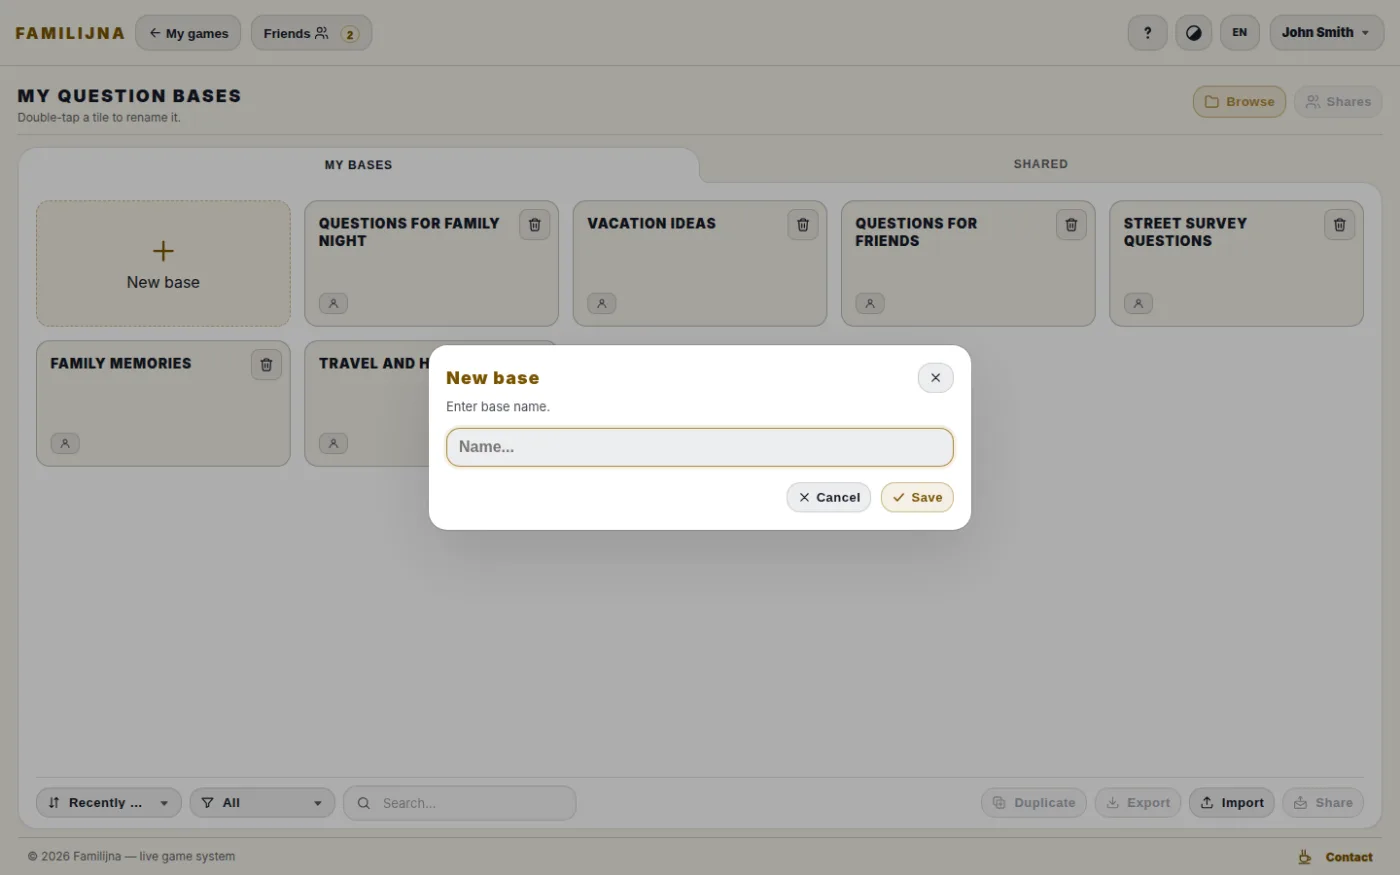 FAMILIJNA
My games
Friends
2
?
EN
John Smith
MY QUESTION BASES
Double-tap a tile to rename it.
Browse
Shares
MY BASES
SHARED
New base
QUESTIONS FOR FAMILY
NIGHT
VACATION IDEAS
QUESTIONS FOR
FRIENDS
STREET SURVEY
QUESTIONS
FAMILY MEMORIES
TRAVEL AND
New base
Enter base name.
Name...
Cancel
Save
Recently ...
All
Search...
Duplicate
Export
Import
Share
© 2026 Familijna — live game system
Contact